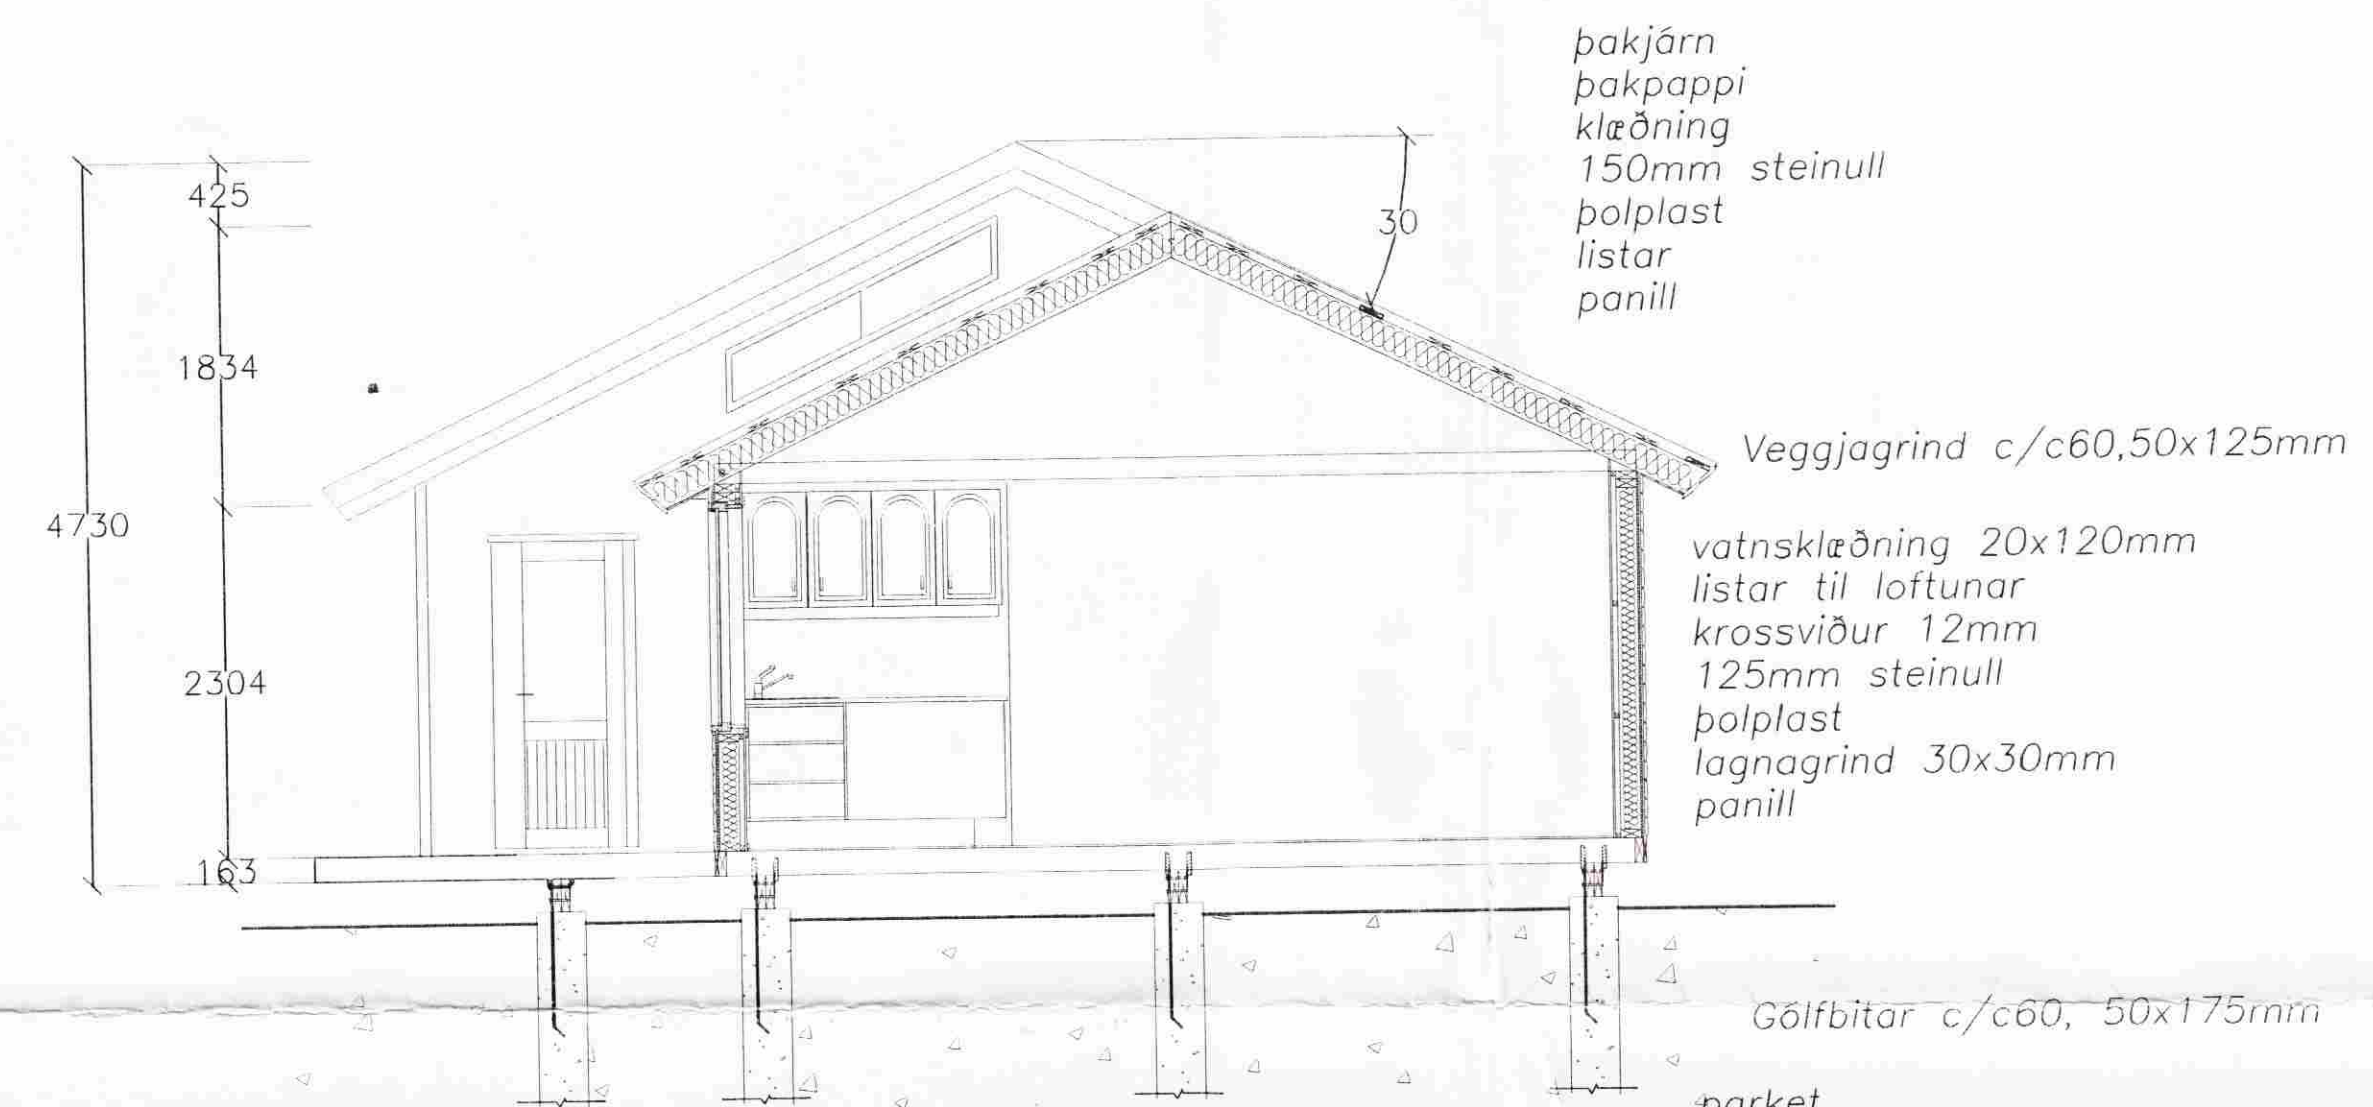 þakjárn
þakpappi
klæðning
150mm steinull
þolplast
listar
panill
425
30
1834
Veggjagrind c/c60,50x125mm
4730
vatnsklæðning 20x120mm
listar til loftunar
krossviður 12mm
125mm steinull
þolplast
lagnagrind 30x30mm
panill
2304
163
Gólfbitar c/c60, 50x175mm
parket